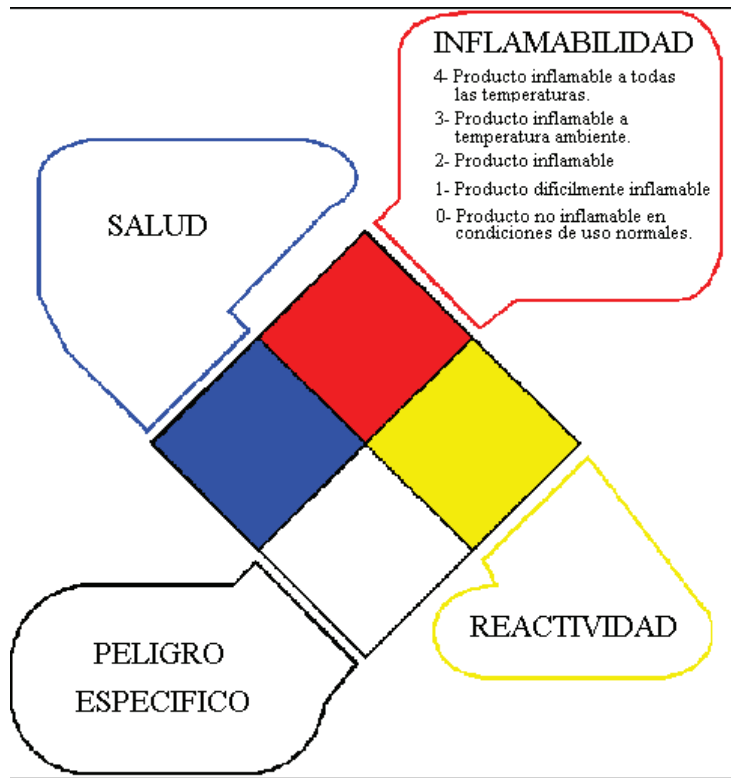 INFLAMABILIDAD
4- Producto inflamable a todas
las temperaturas.
3- Producto inflamable a
temperatura ambiente.
2- Producto inflamable
1- Producto dificilmente inflamable
0- Producto no inflamable en
condiciones de uso normales.
SALUD
REACTIVIDAD
PELIGRO
ESPECIFICO